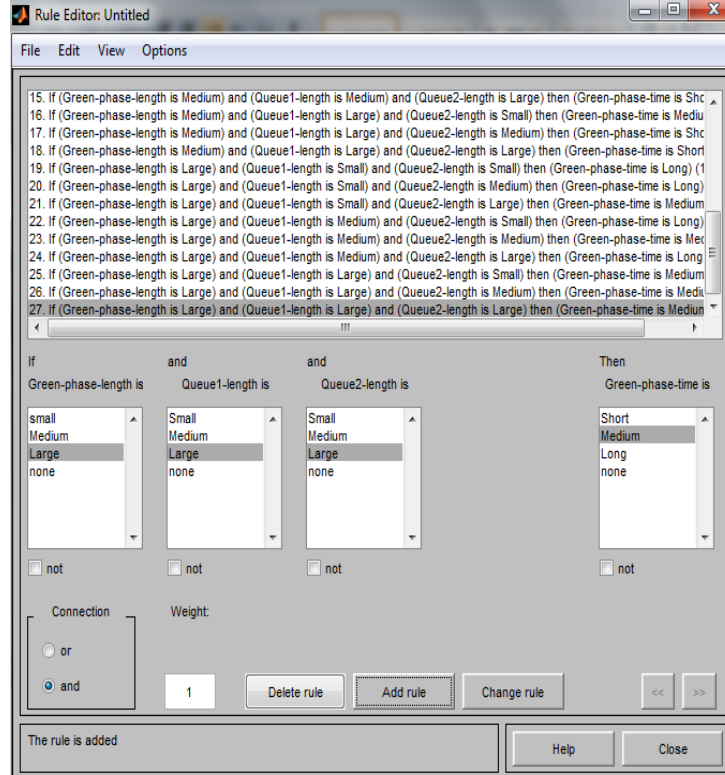 Rule Editor: Untitled
File Edit View Options
15. If (Green-phase-length is Medium) and (Queue1-length is Medium) and (Queue2-length is Large) then (Green-phase-time is Sho
16. If (Green-phase-length is Medium) and (Queue1-length is Large) and (Queue2-length is Small) then (Green-phase-time is Mediu
17. If (Green-phase-length is Medium) and (Queue1-length is Large) and (Queue2-length is Medium) then (Green-phase-time is Sho
18. If (Green-phase-length is Medium) and (Queue1-length is Large) and (Queue2-length is Large) then (Green-phase-time is Short
19. If (Green-phase-length is Large) and (Queue1-length is Small) and (Queue2-length is Small) then (Green-phase-time is Long) (1
20. If (Green-phase-length is Large) and (Queue1-length is Small) and (Queue2-length is Medium) then (Green-phase-time is Long)
21. If (Green-phase-length is Large) and (Queue1-length is Small) and (Queue2-length is Large) then (Green-phase-time is Medium
22. If (Green-phase-length is Large) and (Queue1-length is Medium) and (Queue2-length is Small) then (Green-phase-time is Long)
23. If (Green-phase-length is Large) and (Queue1-length is Medium) and (Queue2-length is Medium) then (Green-phase-time is Med
24. If (Green-phase-length is Large) and (Queue1-length is Medium) and (Queue2-length is Large) then (Green-phase-time is Long
25. If (Green-phase-length is Large) and (Queue1-length is Large) and (Queue2-length is Small) then (Green-phase-time is Medium
26. If (Green-phase-length is Large) and (Queue1-length is Large) and (Queue2-length is Medium) then (Green-phase-time is Mediu
27. If (Green-phase-length is Large) and (Queue1-length is Large) and (Queue2-length is Large) then (Green-phase-time is Medium
If and and Then
Green-phase-length is Queue1-length is Queue2-length is Green-phase-time is
small Small Small Short
Medium Medium Medium Medium
Large Large Large Long
none none none none
not not not not
Connection Weight:
or
and 1 Delete rule Add rule Change rule << >>
The rule is added Help Close